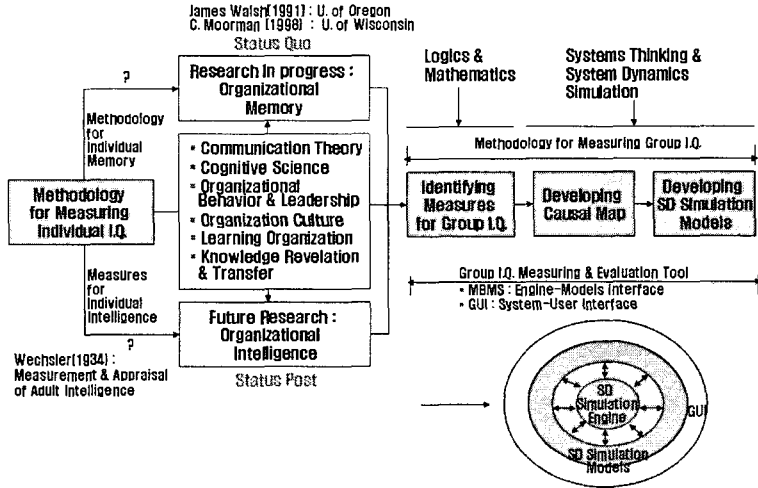 James Walsh(1991) : U. of Oregon
C. Moorman (1998) : U. of Wisconsin
Status Quo
Research in progress :
Organizational
Memory
?
Methodology
for
Individual
Memory
Methodology
for Measuring
Individual I.Q.
Measures
for
Individual
Intelligence
?
Wechsler(1934) :
Measurement & Appraisal
of Adult Intelligence
• Communication Theory
• Cognitive Science
• Organizational
Behavior & Leadership
• Organization Culture
• Learning Organization
• Knowledge Revelation
& Transfer
Future Research :
Organizational
Intelligence
Status Post
Logics &
Mathematics
Systems Thinking &
System Dynamics
Simulation
Methodology for Measuring Group I.Q.
Identifying
Measures
for Group I.Q.
Developing
Causal Map
Developing
SD Simulation
Models
Group I.Q. Measuring & Evaluation Tool
• MBMS : Engine-Models Interface
• GUI : System-User Interface
SD
Simulation
Engine
GUI
SD Simulation
Models